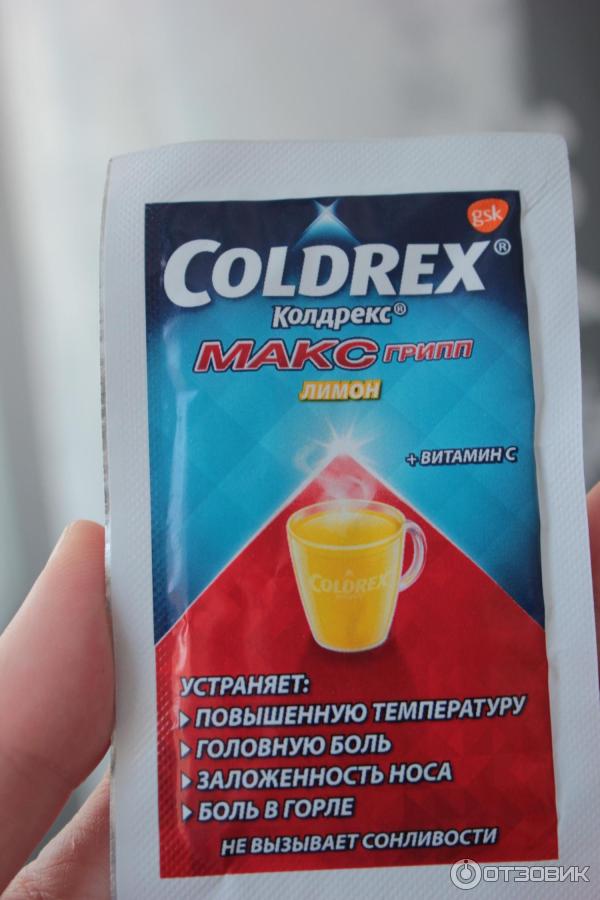 gsk
COLDREX®
Колдрекс®
МАКС ГРИПП
ЛИМОН
+ ВИТАМИН С
COLDREX
УСТРАНЯЕТ:
ПОВЫШЕННУЮ ТЕМПЕРАТУРУ
ГОЛОВНУЮ БОЛЬ
ЗАЛОЖЕННОСТЬ НОСА
БОЛЬ В ГОРЛЕ
НЕ ВЫЗЫВАЕТ СОНЛИВОСТИ
ОТЗОВИК